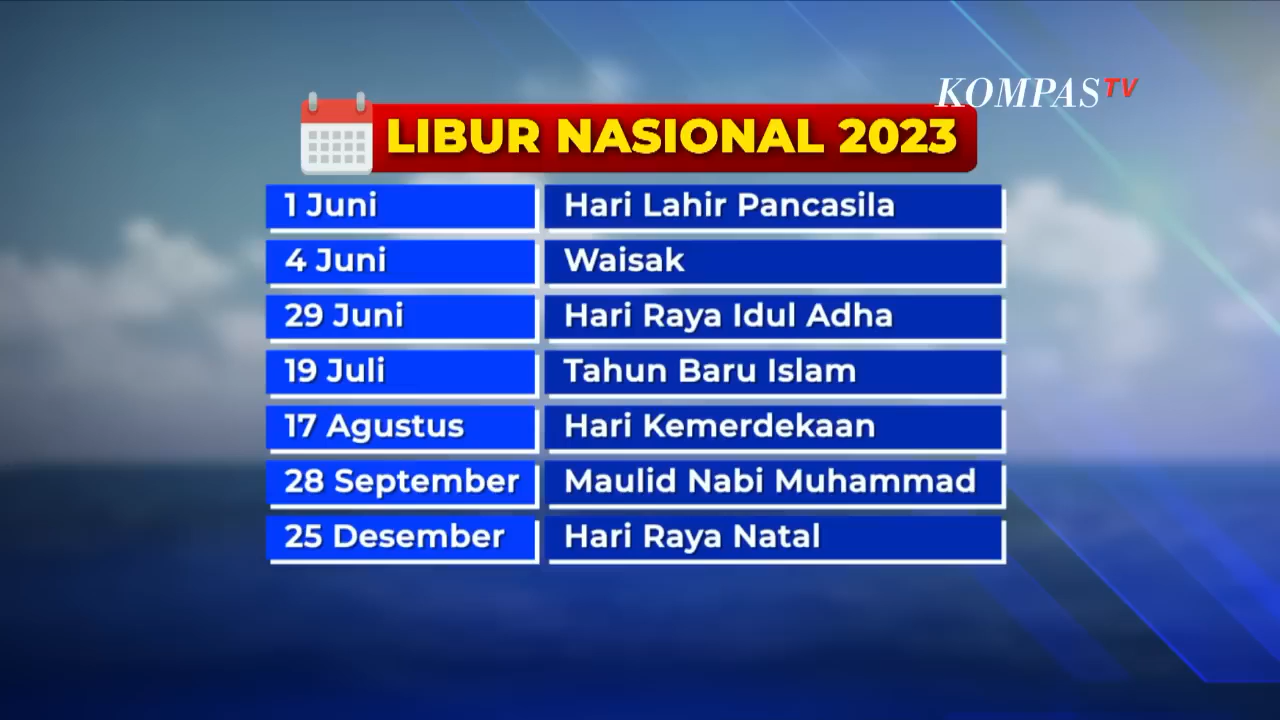 KOMPASTV
LIBUR NASIONAL 2023
1 Juni Hari Lahir Pancasila
4 Juni Waisak
29 Juni Hari Raya Idul Adha
19 Juli Tahun Baru Islam
17 Agustus Hari Kemerdekaan
28 September Maulid Nabi Muhammad
25 Desember Hari Raya Natal